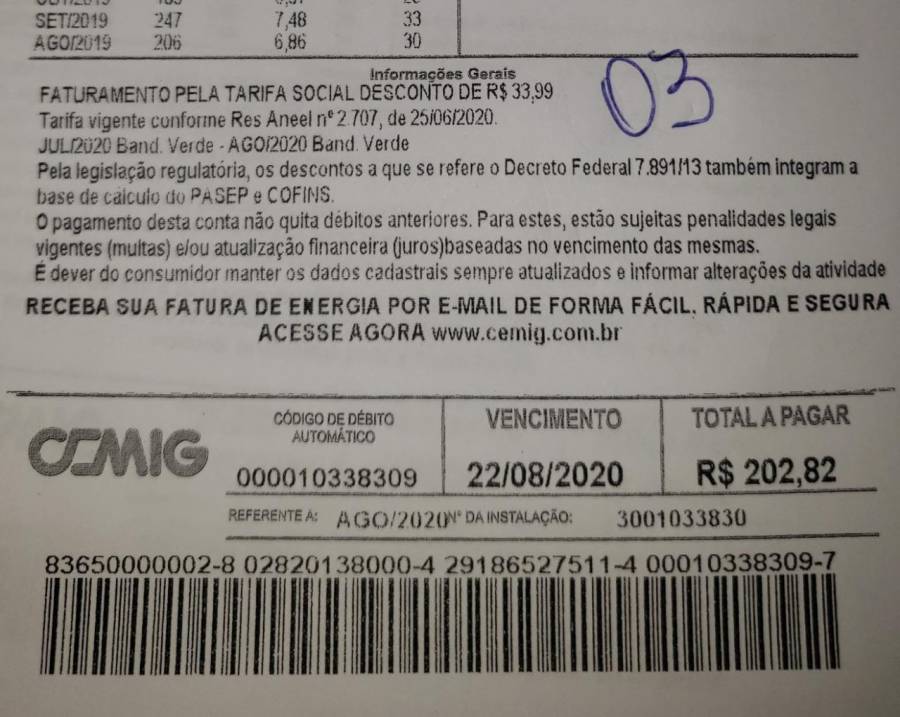 SET/2019 247 7,48 33
AGO/2019 206 6,86 30
Informações Gerais
03
FATURAMENTO PELA TARIFA SOCIAL DESCONTO DE R$ 33,99
Tarifa vigente conforme Res Aneel nº 2.707, de 25/06/2020.
JUL/2020 Band. Verde - AGO/2020 Band. Verde
Pela legislação regulatória, os descontos a que se refere o Decreto Federal 7.891/13 também integram a
base de cálculo do PASEP e COFINS.
O pagamento desta conta não quita débitos anteriores. Para estes, estão sujeitas penalidades legais
vigentes (multas) e/ou atualização financeira (juros)baseadas no vencimento das mesmas.
É dever do consumidor manter os dados cadastrais sempre atualizados e informar alterações da atividade
RECEBA SUA FATURA DE ENERGIA POR E-MAIL DE FORMA FÁCIL, RÁPIDA E SEGURA
ACESSE AGORA www.cemig.com.br
CEMIG
CÓDIGO DE DÉBITO
AUTOMÁTICO
000010338309
VENCIMENTO
22/08/2020
TOTAL A PAGAR
R$ 202,82
REFERENTE A: AGO/2020 Nº DA INSTALAÇÃO: 3001033830
83650000002-8 02820138000-4 29186527511-4 00010338309-7